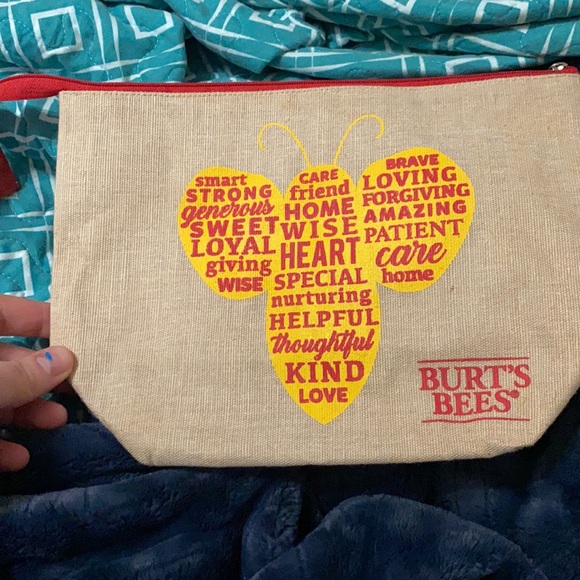 smart
STRONG
generous
SWEET
LOYAL
giving
WISE
CARE
friend
HOME
WISE
HEART
SPECIAL
nurturing
HELPFUL
thoughtful
KIND
LOVE
BRAVE
LOVING
FORGIVING
AMAZING
PATIENT
care
home
BURT'S
BEES